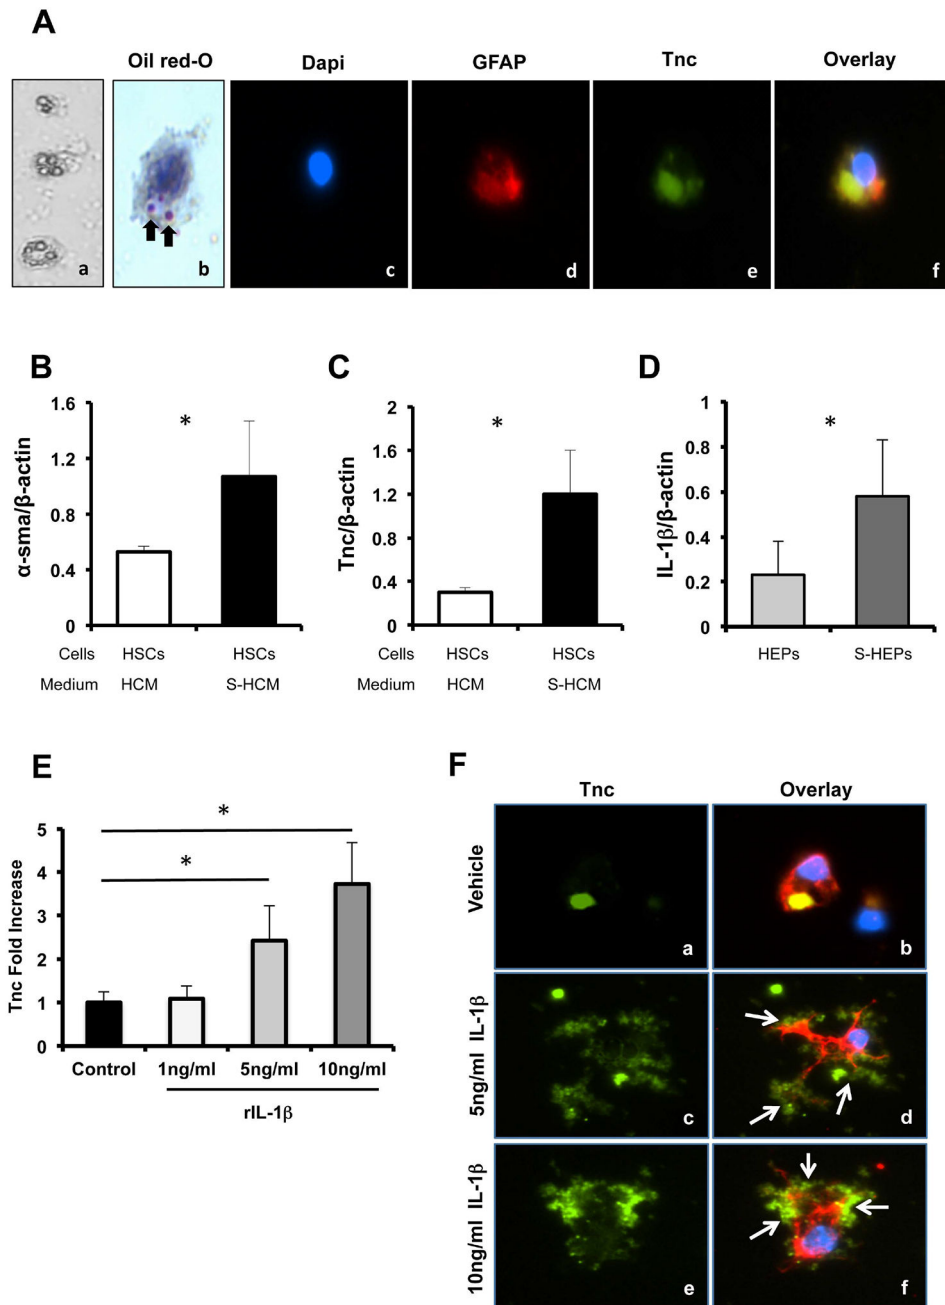 A
Oil red-O Dapi GFAP Tnc Overlay
a b c d e f
B
α-sma/β-actin
1.6
1.2
0.8
0.4
0
*
Cells HSCs HSCs
Medium HCM S-HCM
C
Tnc/β-actin
2
1.6
1.2
0.8
0.4
0
*
Cells HSCs HSCs
Medium HCM S-HCM
D
IL-1β/β-actin
1
0.8
0.6
0.4
0.2
0
*
HEPs S-HEPs
E
Tnc Fold Increase
5
4
3
2
1
0
*
*
Control 1ng/ml 5ng/ml 10ng/ml
rIL-1β
F
Tnc Overlay
Vehicle
a b
5ng/ml IL-1β
c d
10ng/ml IL-1β
e f